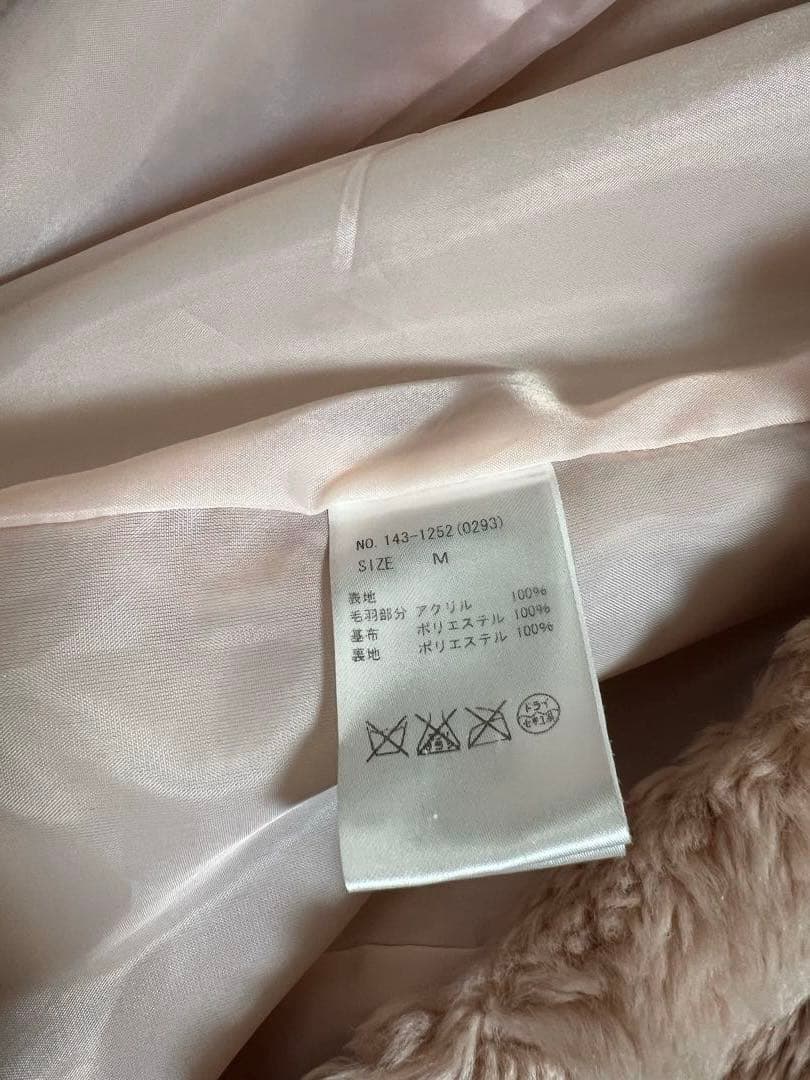 NO. 143-1252(0293)
SIZE M
表地
毛羽部分 アクリル 100%
基布 ポリエステル 100%
裏地 ポリエステル 100%
ドライ